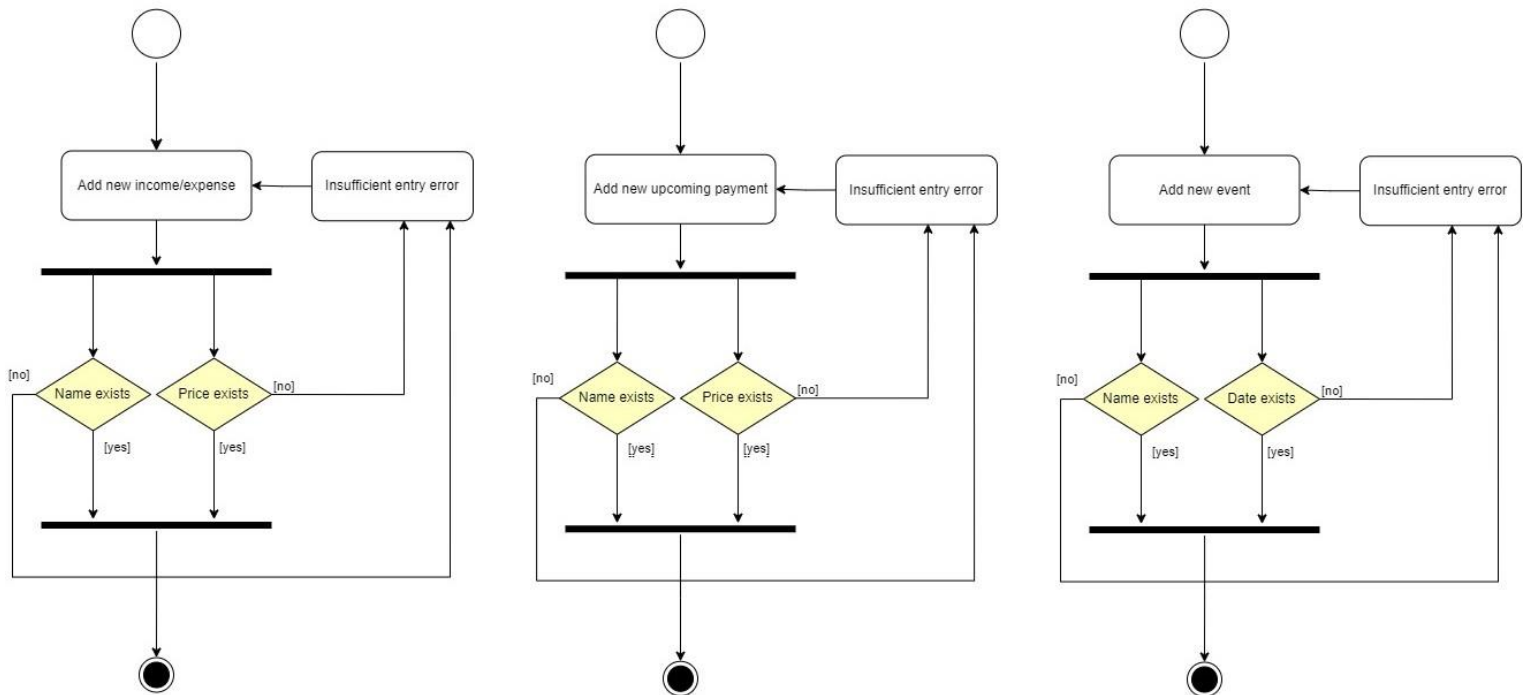 Add new income/expense
Insufficient entry error
[no]
Name exists
Price exists
[no]
[yes]
[yes]
Add new upcoming payment
Insufficient entry error
[no]
Name exists
Price exists
[no]
[yes]
[yes]
Add new event
Insufficient entry error
[no]
Name exists
Date exists
[no]
[yes]
[yes]